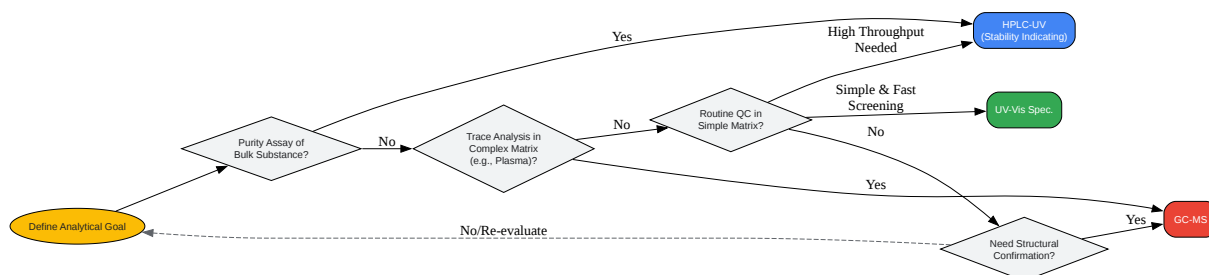 HPLC-UV
(Stability Indicating)
Yes
High Throughput
Needed
Simple & Fast
Screening
UV-Vis Spec.
Routine QC in
Simple Matrix?
No
Trace Analysis in
Complex Matrix
(e.g., Plasma)?
No
Purity Assay of
Bulk Substance?
No
Yes
GC-MS
Yes
Define Analytical Goal
No/Re-evaluate
Need Structural
Confirmation?